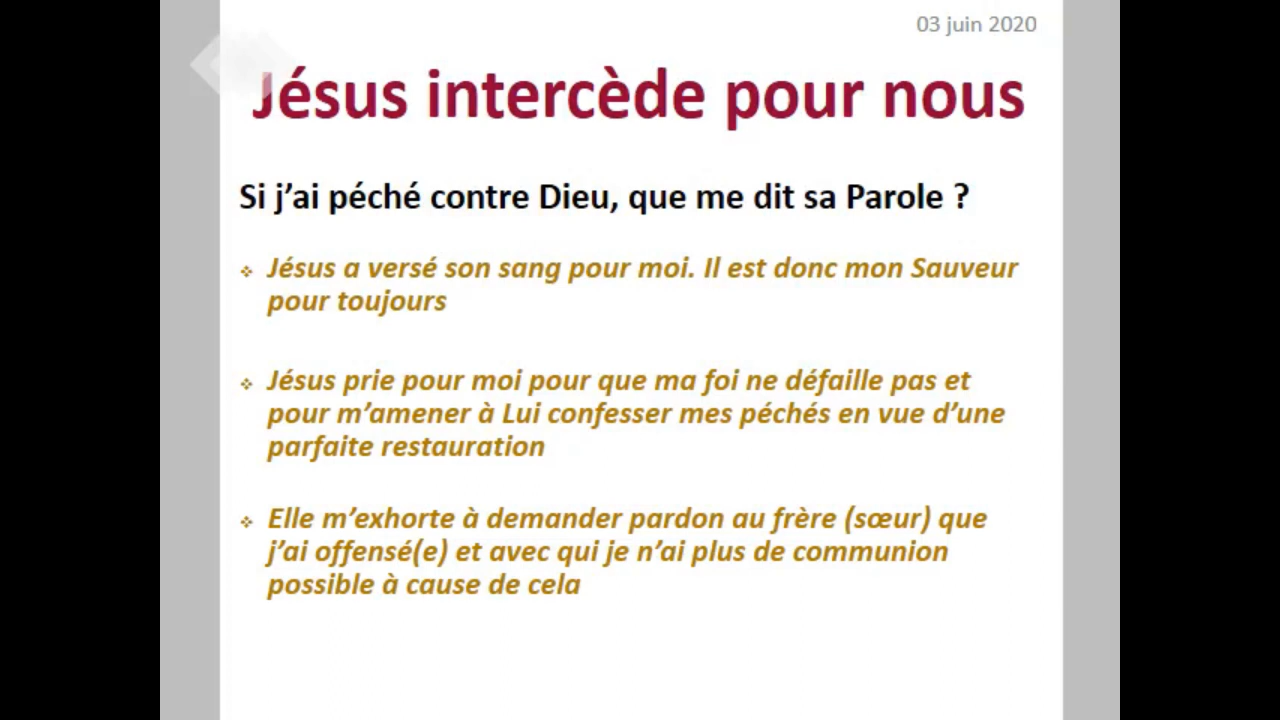 03 juin 2020
Jésus intercède pour nous
Si j’ai péché contre Dieu, que me dit sa Parole ?
❖ Jésus a versé son sang pour moi. Il est donc mon Sauveur
pour toujours
❖ Jésus prie pour moi pour que ma foi ne défaille pas et
pour m’amener à Lui confesser mes péchés en vue d’une
parfaite restauration
❖ Elle m’exhorte à demander pardon au frère (sœur) que
j’ai offensé(e) et avec qui je n’ai plus de communion
possible à cause de cela